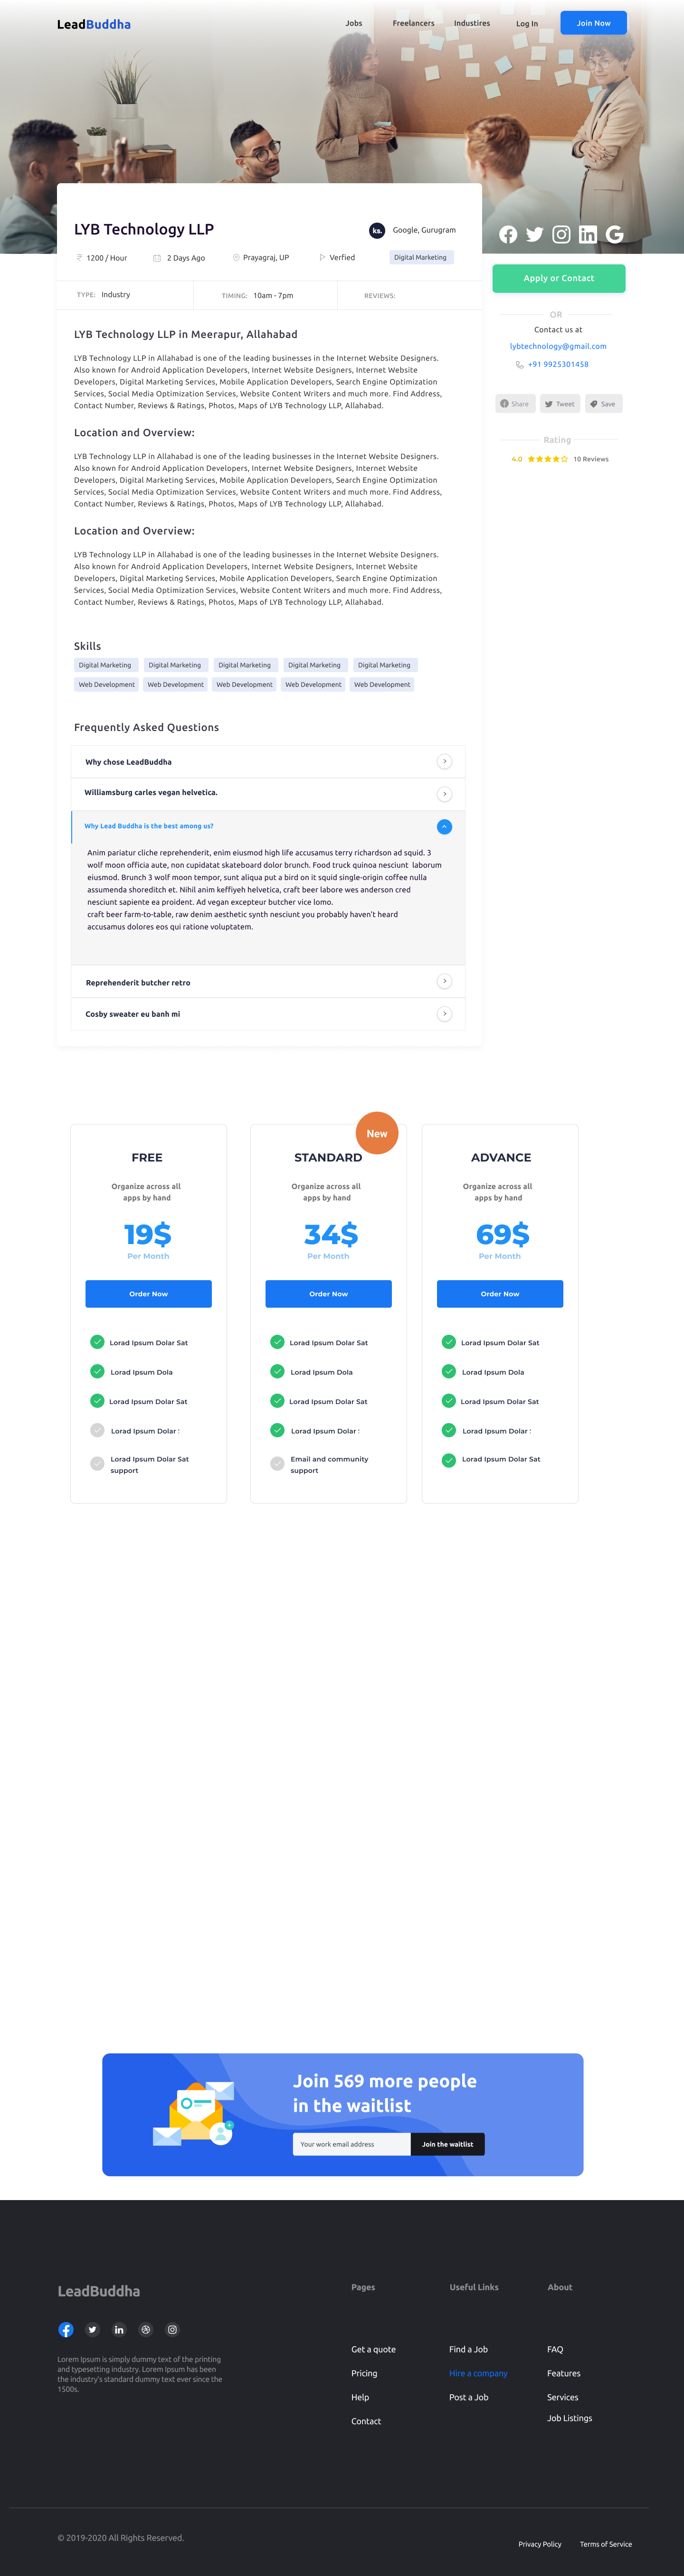 LeadBuddha
Jobs Freelancers Industires Log In Join Now
LYB Technology LLP
ks. Google, Gurugram
1200 / Hour 2 Days Ago Prayagraj, UP Verfied Digital Marketing
TYPE: Industry TIMING: 10am - 7pm REVIEWS:
Apply or Contact
OR
Contact us at
lybtechnology@gmail.com
+91 9925301458
Share Tweet Save
Rating
4.0 10 Reviews
LYB Technology LLP in Meerapur, Allahabad
LYB Technology LLP in Allahabad is one of the leading businesses in the Internet Website Designers.
Also known for Android Application Developers, Internet Website Designers, Internet Website
Developers, Digital Marketing Services, Mobile Application Developers, Search Engine Optimization
Services, Social Media Optimization Services, Website Content Writers and much more. Find Address,
Contact Number, Reviews & Ratings, Photos, Maps of LYB Technology LLP, Allahabad.
Location and Overview:
LYB Technology LLP in Allahabad is one of the leading businesses in the Internet Website Designers.
Also known for Android Application Developers, Internet Website Designers, Internet Website
Developers, Digital Marketing Services, Mobile Application Developers, Search Engine Optimization
Services, Social Media Optimization Services, Website Content Writers and much more. Find Address,
Contact Number, Reviews & Ratings, Photos, Maps of LYB Technology LLP, Allahabad.
Location and Overview:
LYB Technology LLP in Allahabad is one of the leading businesses in the Internet Website Designers.
Also known for Android Application Developers, Internet Website Designers, Internet Website
Developers, Digital Marketing Services, Mobile Application Developers, Search Engine Optimization
Services, Social Media Optimization Services, Website Content Writers and much more. Find Address,
Contact Number, Reviews & Ratings, Photos, Maps of LYB Technology LLP, Allahabad.
Skills
Digital Marketing Digital Marketing Digital Marketing Digital Marketing Digital Marketing
Web Development Web Development Web Development Web Development Web Development
Frequently Asked Questions
Why chose LeadBuddha
Williamsburg carles vegan helvetica.
Why Lead Buddha is the best among us?
Anim pariatur cliche reprehenderit, enim eiusmod high life accusamus terry richardson ad squid. 3
wolf moon officia aute, non cupidatat skateboard dolor brunch. Food truck quinoa nesciunt laborum
eiusmod. Brunch 3 wolf moon tempor, sunt aliqua put a bird on it squid single-origin coffee nulla
assumenda shoreditch et. Nihil anim keffiyeh helvetica, craft beer labore wes anderson cred
nesciunt sapiente ea proident. Ad vegan excepteur butcher vice lomo.
craft beer farm-to-table, raw denim aesthetic synth nesciunt you probably haven't heard
accusamus dolores eos qui ratione voluptatem.
Reprehenderit butcher retro
Cosby sweater eu banh mi
FREE
Organize across all
apps by hand
19$
Per Month
Order Now
Lorad Ipsum Dolar Sat
Lorad Ipsum Dola
Lorad Ipsum Dolar Sat
Lorad Ipsum Dolar
Lorad Ipsum Dolar Sat
support
New
STANDARD
Organize across all
apps by hand
34$
Per Month
Order Now
Lorad Ipsum Dolar Sat
Lorad Ipsum Dola
Lorad Ipsum Dolar Sat
Lorad Ipsum Dolar
Email and community
support
ADVANCE
Organize across all
apps by hand
69$
Per Month
Order Now
Lorad Ipsum Dolar Sat
Lorad Ipsum Dola
Lorad Ipsum Dolar Sat
Lorad Ipsum Dolar
Lorad Ipsum Dolar Sat
Join 569 more people
in the waitlist
Your work email address Join the waitlist
LeadBuddha
Lorem Ipsum is simply dummy text of the printing
and typesetting industry. Lorem Ipsum has been
the industry's standard dummy text ever since the
1500s.
Pages
Get a quote
Pricing
Help
Contact
Useful Links
Find a Job
Hire a company
Post a Job
About
FAQ
Features
Services
Job Listings
© 2019-2020 All Rights Reserved.
Privacy Policy Terms of Service